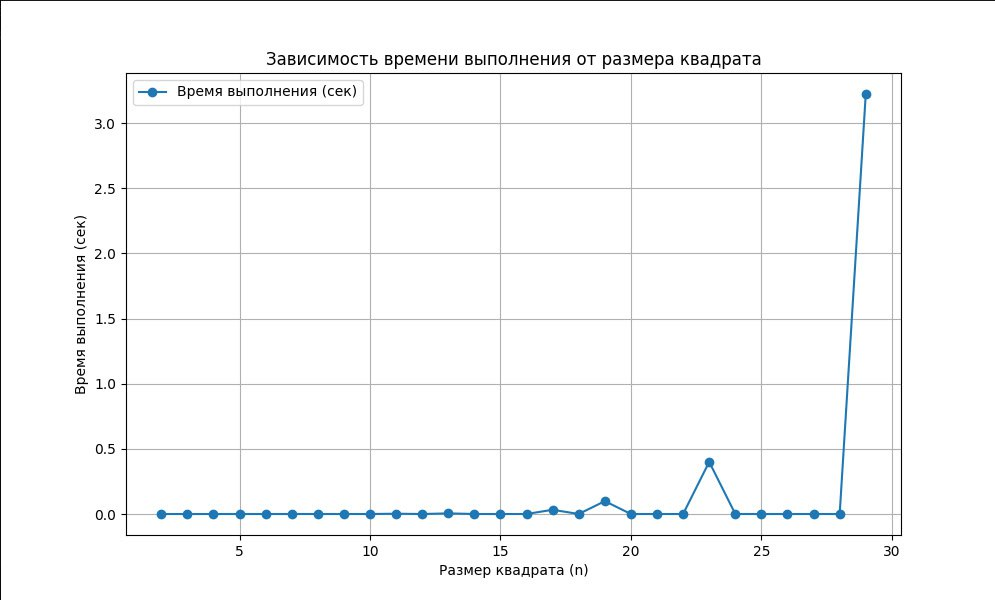 Зависимость времени выполнения от размера квадрата
Время выполнения (сек)
3.0
2.5
2.0
1.5
1.0
0.5
0.0
Время выполнения (сек)
5 10 15 20 25 30
Размер квадрата (n)